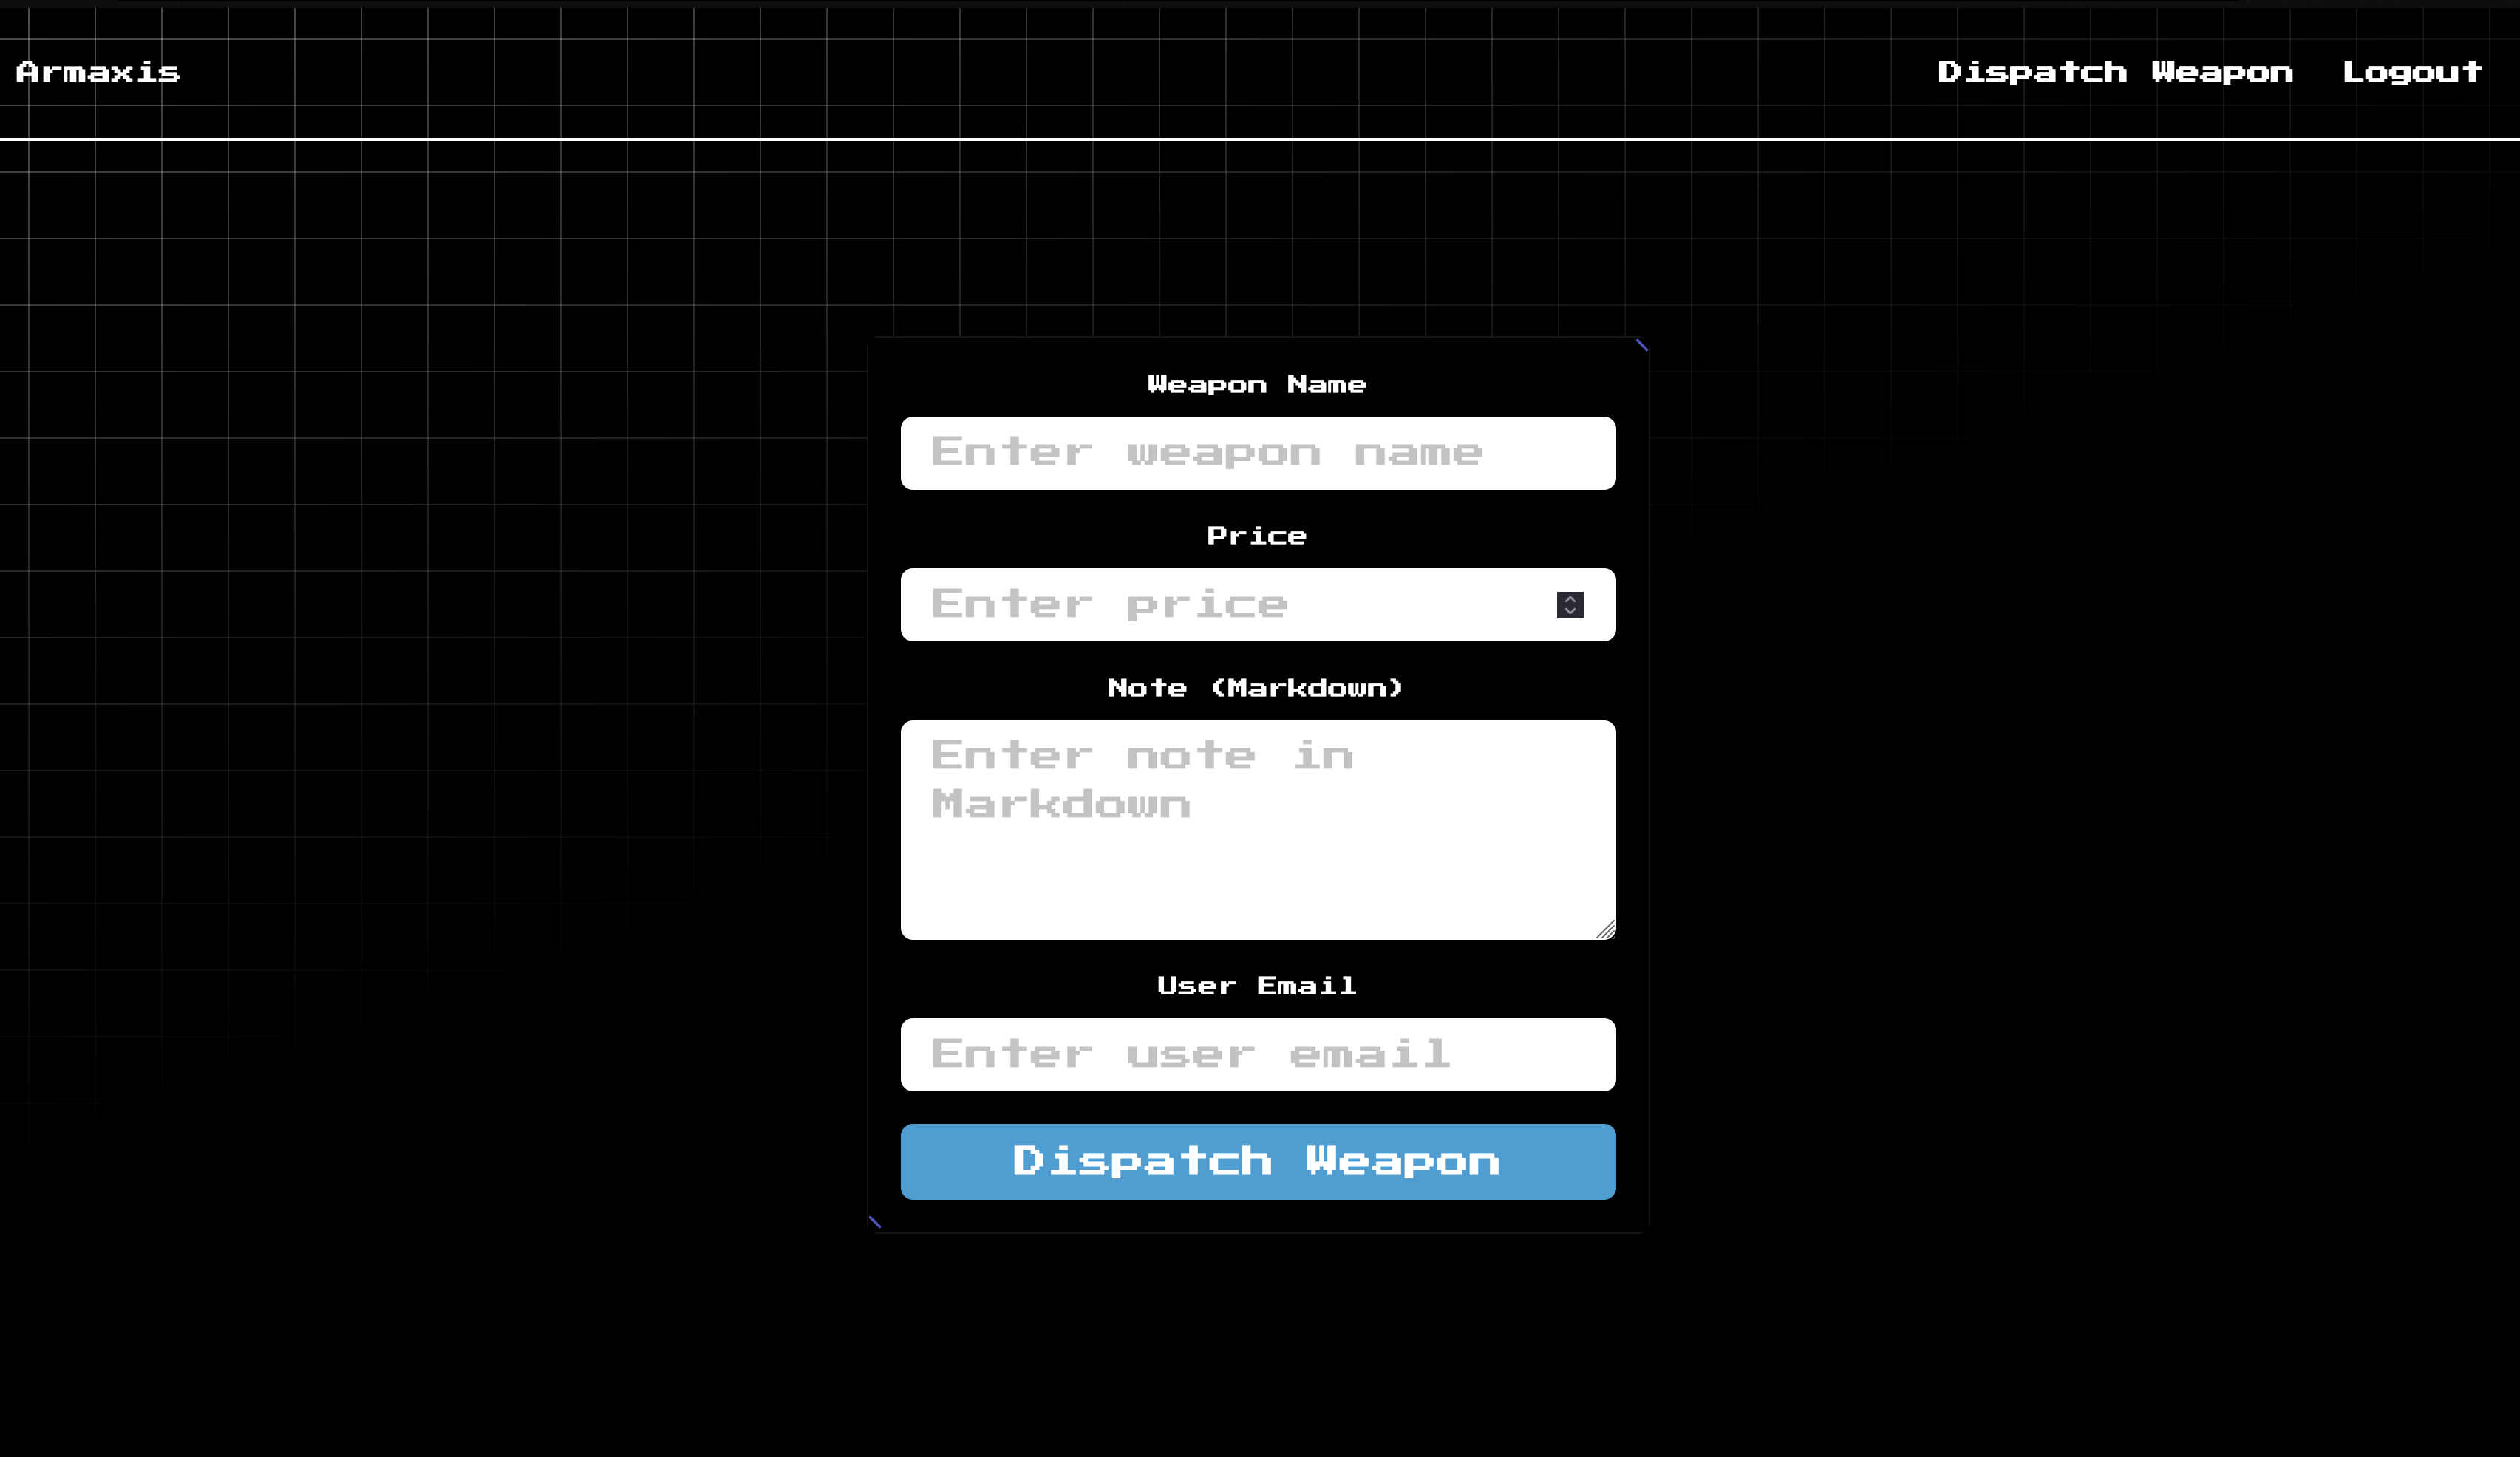 Armaxis
Dispatch Weapon Logout
Weapon Name
Enter weapon name
Price
Enter price
Note (Markdown)
Enter note in
Markdown
User Email
Enter user email
Dispatch Weapon